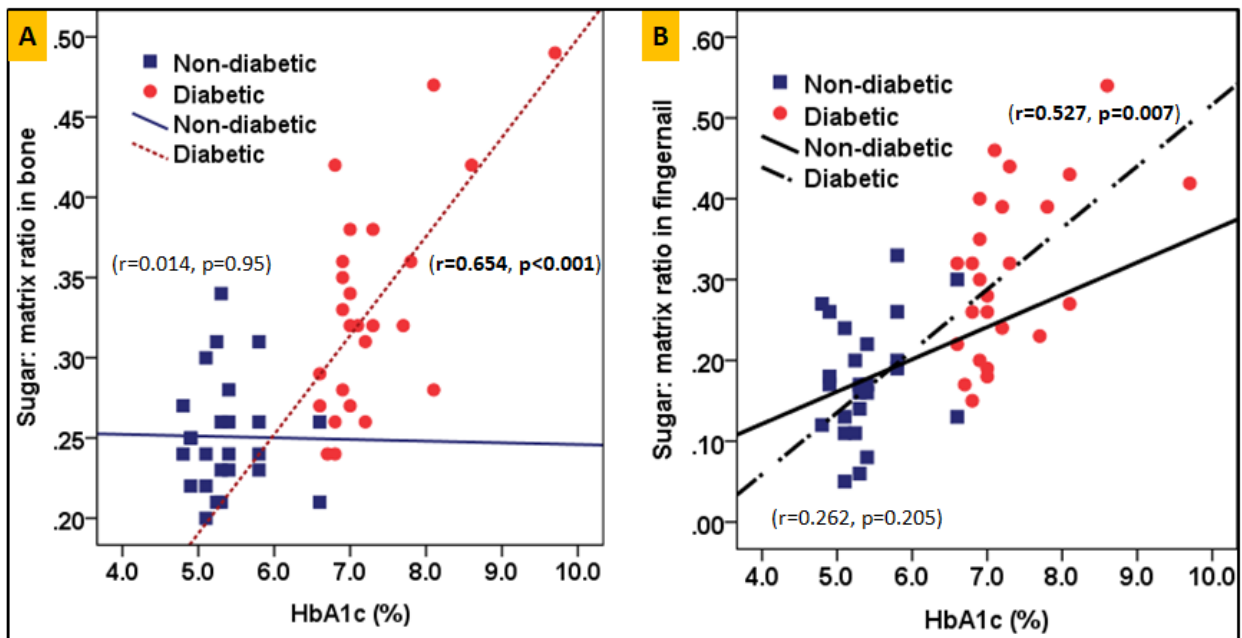 A
Sugar: matrix ratio in bone
.50
.45
.40
.35
.30
.25
.20
Non-diabetic
Diabetic
Non-diabetic
Diabetic
(r=0.014, p=0.95)
(r=0.654, p<0.001)
4.0 5.0 6.0 7.0 8.0 9.0 10.0
HbA1c (%)
B
Sugar: matrix ratio in fingernail
.60
.50
.40
.30
.20
.10
.00
Non-diabetic
Diabetic
Non-diabetic
Diabetic
(r=0.527, p=0.007)
(r=0.262, p=0.205)
4.0 5.0 6.0 7.0 8.0 9.0 10.0
HbA1c (%)